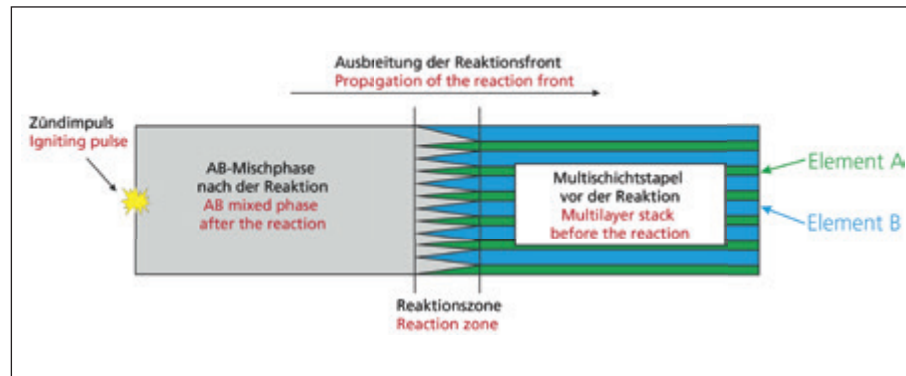 Ausbreitung der Reaktionsfront
Propagation of the reaction front
Zündimpuls
Igniting pulse
AB-Mischphase
nach der Reaktion
AB mixed phase
after the reaction
Multischichtstapel
vor der Reaktion
Multilayer stack
before the reaction
Element A
Element B
Reaktionszone
Reaction zone